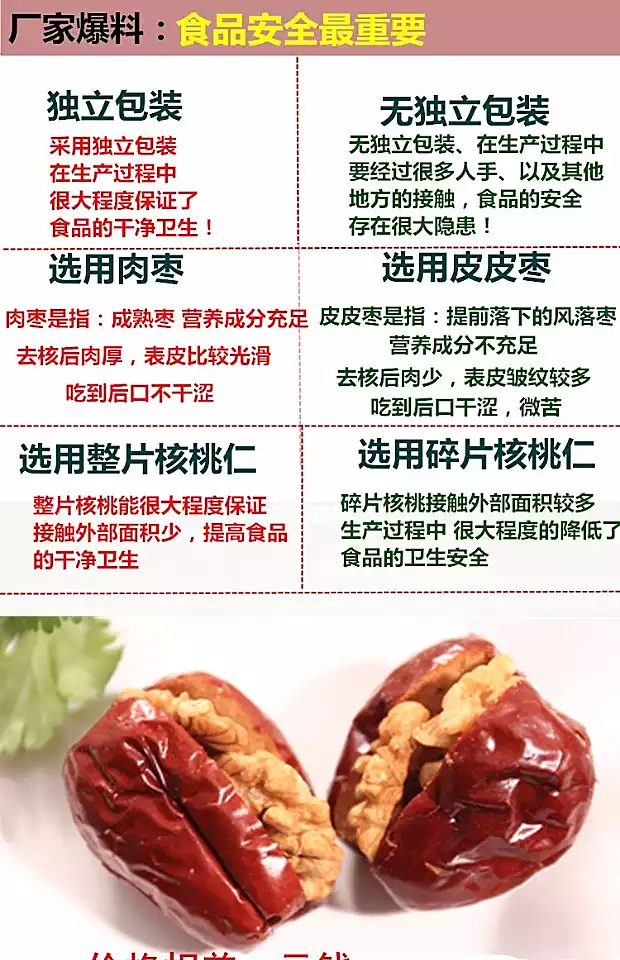 厂家爆料：食品安全最重要
独立包装
采用独立包装
在生产过程中
很大程度保证了
食品的干净卫生！
无独立包装
无独立包装、在生产过程中
要经过很多人手、以及其他
地方的接触，食品的安全
存在很大隐患！
选用肉枣
肉枣是指：成熟枣 营养成分充足
去核后肉厚，表皮比较光滑
吃到后口不干涩
选用皮皮枣
皮皮枣是指：提前落下的风落枣
营养成分不充足
去核后肉少，表皮皱纹较多
吃到后口干涩，微苦
选用整片核桃仁
整片核桃能很大程度保证
接触外部面积少，提高食品
的干净卫生
选用碎片核桃仁
碎片核桃接触外部面积较多
生产过程中 很大程度的降低了
食品的卫生安全